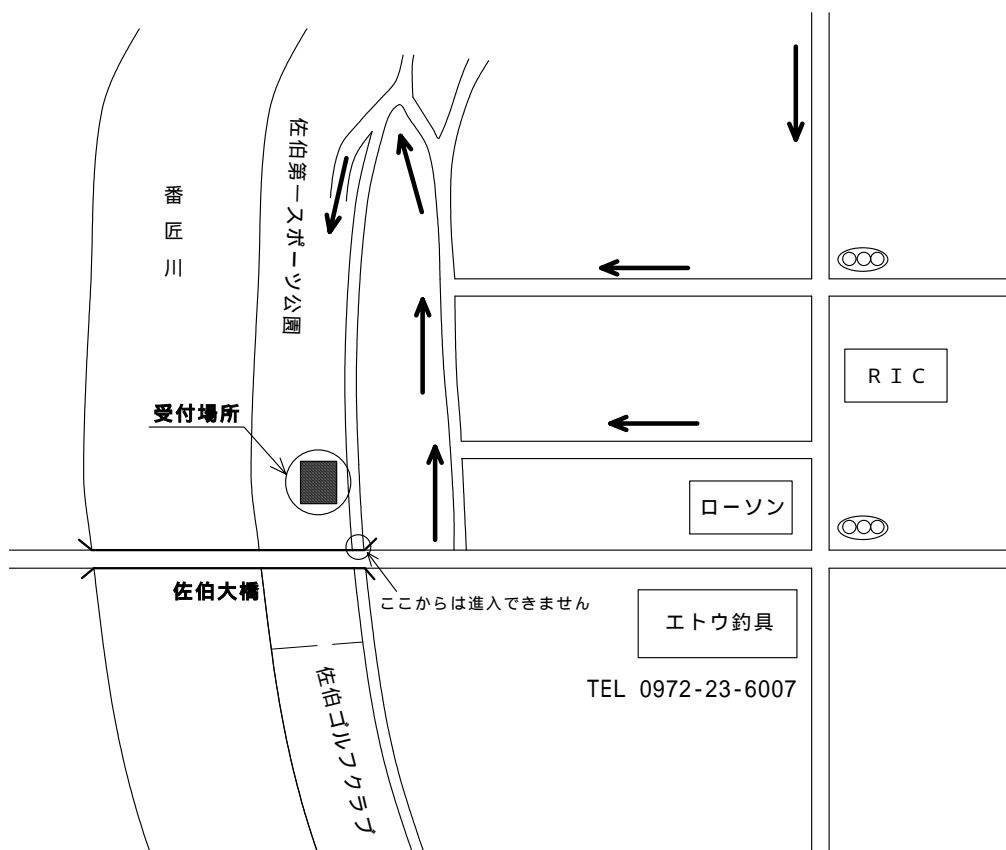 番匠川
佐伯第一スポーツ公園
ＲＩＣ
受付場所
ローソン
佐伯大橋
ここからは進入できません
エトウ釣具
TEL 0972-23-6007
佐伯ゴルフクラブ